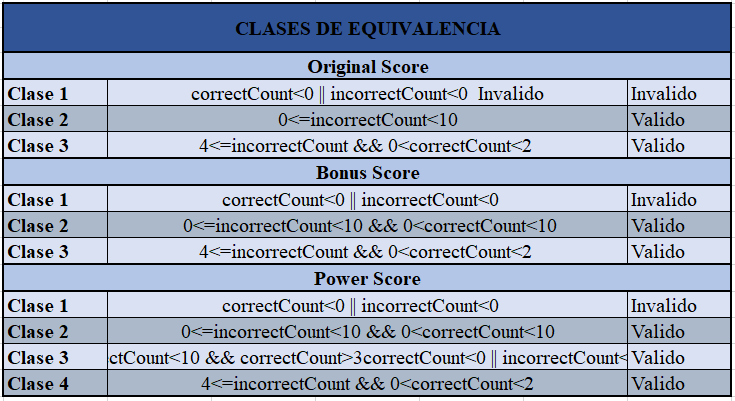 CLASES DE EQUIVALENCIA
Original Score
Clase 1 correctCount<0 || incorrectCount<0 Invalido Invalido
Clase 2 0<=incorrectCount<10 Valido
Clase 3 4<=incorrectCount && 0<correctCount<2 Valido
Bonus Score
Clase 1 correctCount<0 || incorrectCount<0 Invalido
Clase 2 0<=incorrectCount<10 && 0<correctCount<10 Valido
Clase 3 4<=incorrectCount && 0<correctCount<2 Valido
Power Score
Clase 1 correctCount<0 || incorrectCount<0 Invalido
Clase 2 0<=incorrectCount<10 && 0<correctCount<10 Valido
Clase 3 ctCount<10 && correctCount>3correctCount<0 || incorrectCount< Valido
Clase 4 4<=incorrectCount && 0<correctCount<2 Valido